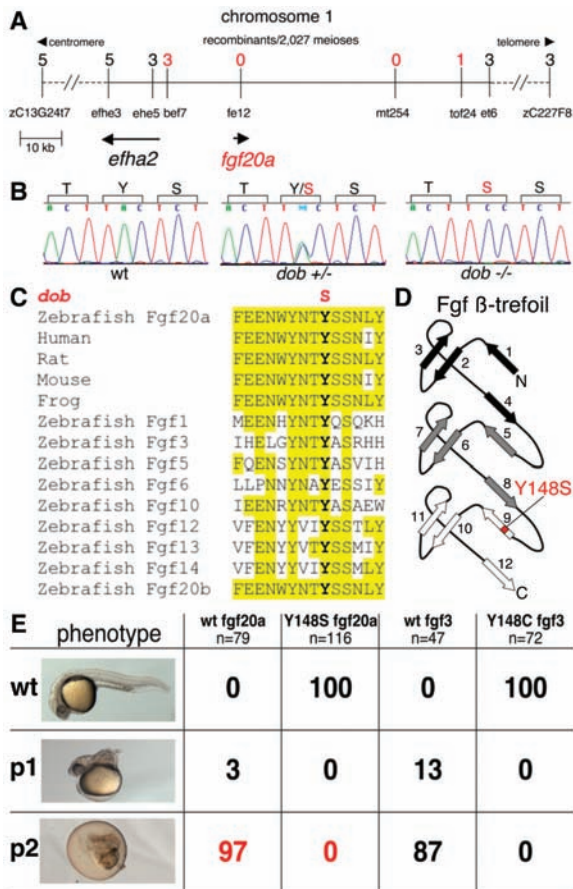 A
chromosome 1
centromere recombinants/2,027 meioses telomere
5 5 3 3 0 0 1 3 3
zC13G24t7 efhe3 ehe5 bef7 fe12 mt254 tof24 et6 zC227F8
10 kb efha2 fgf20a
B
T Y S T Y/S S T S S
A C T T A C T C T A C T T M C T C T A C T T C C T C T
wt dob +/- dob -/-
C
dob S
Zebrafish Fgf20a FEENWYNTYSSNLY
Human FEENWYNTYSSNIY
Rat FEENWYNTYSSNLY
Mouse FEENWYNTYSSNIY
Frog FEENWYNTYSSNLY
Zebrafish Fgf1 MEENHYNTYQSQKH
Zebrafish Fgf3 IHELGYNTYASRHH
Zebrafish Fgf5 FQENSYNTYASVIH
Zebrafish Fgf6 LLPNNYNAYESSIY
Zebrafish Fgf10 IEENRYNTYASAEW
Zebrafish Fgf12 VFENYYVIYSSTLY
Zebrafish Fgf13 VFENYYVTYSSMIY
Zebrafish Fgf14 VFENYYVIYSSMLY
Zebrafish Fgf20b FEENWYNTYSSNLY
D
Fgf ß-trefoil
3 2 1
N
4
7 6 5
8
Y148S
11 10 9
12
C
E
phenotype wt fgf20a Y148S fgf20a wt fgf3 Y148C fgf3
n=79 n=116 n=47 n=72
wt 0 100 0 100
p1 3 0 13 0
p2 97 0 87 0